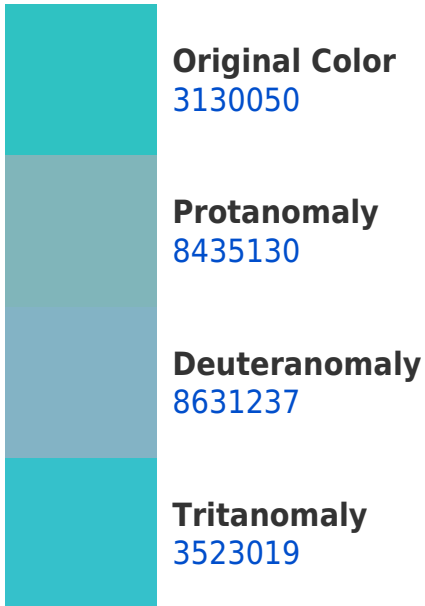 Original Color
3130050
Protanomaly
8435130
Deuteranomaly
8631237
Tritanomaly
3523019